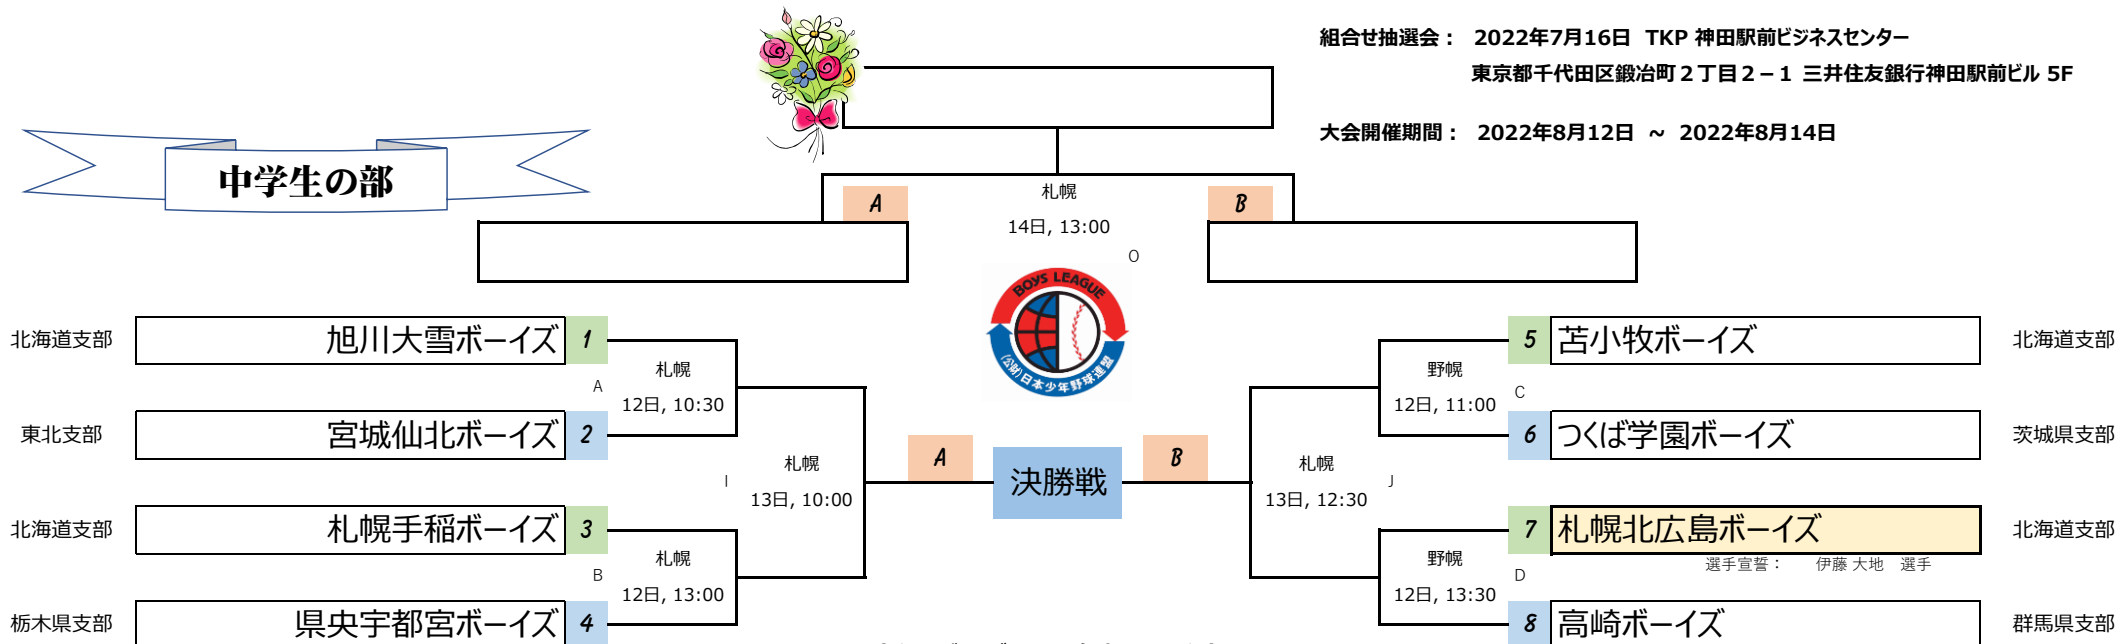 組合せ抽選会： 2022年7月16日 TKP 神田駅前ビジネスセンター
東京都千代田区鍛冶町２丁目２－１ 三井住友銀行神田駅前ビル 5F
大会開催期間： 2022年8月12日 ～ 2022年8月14日
中学生の部
A
札幌
14日, 13:00
B
O
BOYS LEAGUE
(公財)日本少年野球連盟
北海道支部 旭川大雪ボーイズ 1
A
札幌
12日, 10:30
東北支部 宮城仙北ボーイズ 2
I
札幌
13日, 10:00
北海道支部 札幌手稲ボーイズ 3
B
札幌
12日, 13:00
栃木県支部 県央宇都宮ボーイズ 4
A 決勝戦 B
5 苫小牧ボーイズ 北海道支部
野幌
12日, 11:00
C
6 つくば学園ボーイズ 茨城県支部
札幌
13日, 12:30
J
7 札幌北広島ボーイズ 北海道支部
選手宣誓： 伊藤 大地 選手
野幌
12日, 13:30
D
8 高崎ボーイズ 群馬県支部